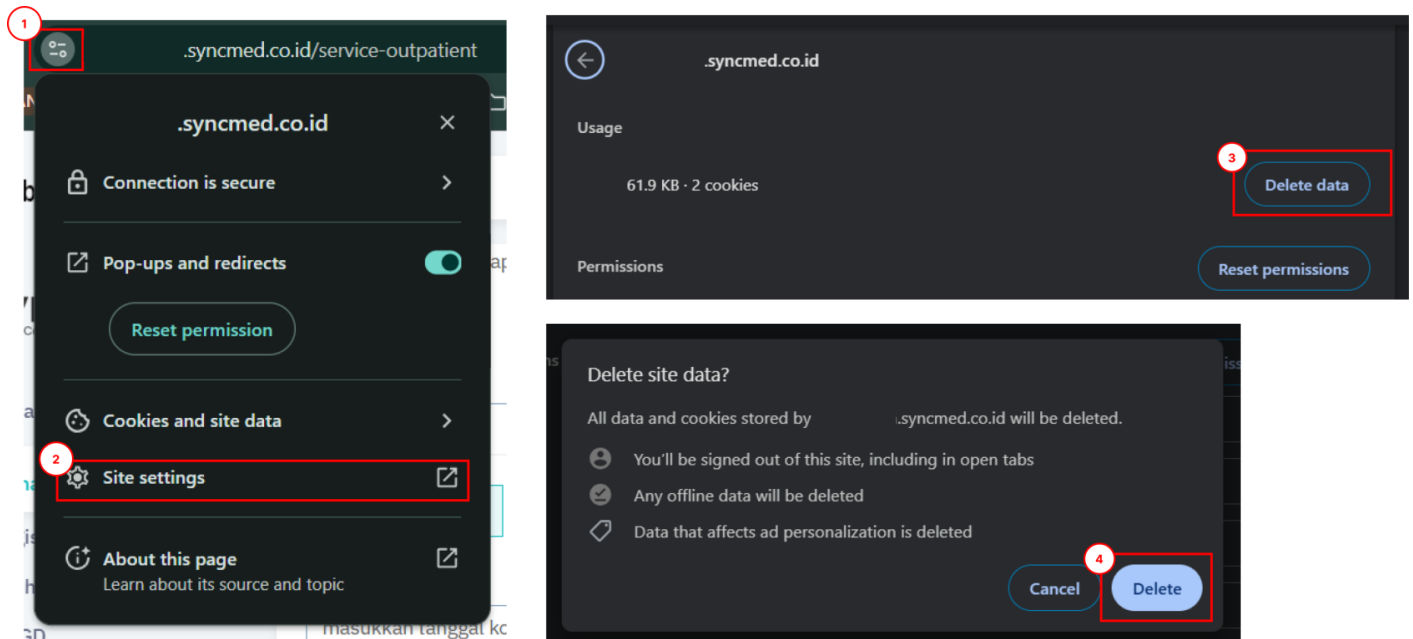 1
.syncmed.co.id/service-outpatient
.syncmed.co.id
Connection is secure
Pop-ups and redirects
Reset permission
Cookies and site data
2
Site settings
About this page
Learn about its source and topic
masukkan tanggal
.syncmed.co.id
Usage
3
61.9 KB · 2 cookies
Delete data
Permissions
Reset permissions
Delete site data?
All data and cookies stored by .syncmed.co.id will be deleted.
You'll be signed out of this site, including in open tabs
Any offline data will be deleted
Data that affects ad personalization is deleted
4
Cancel
Delete